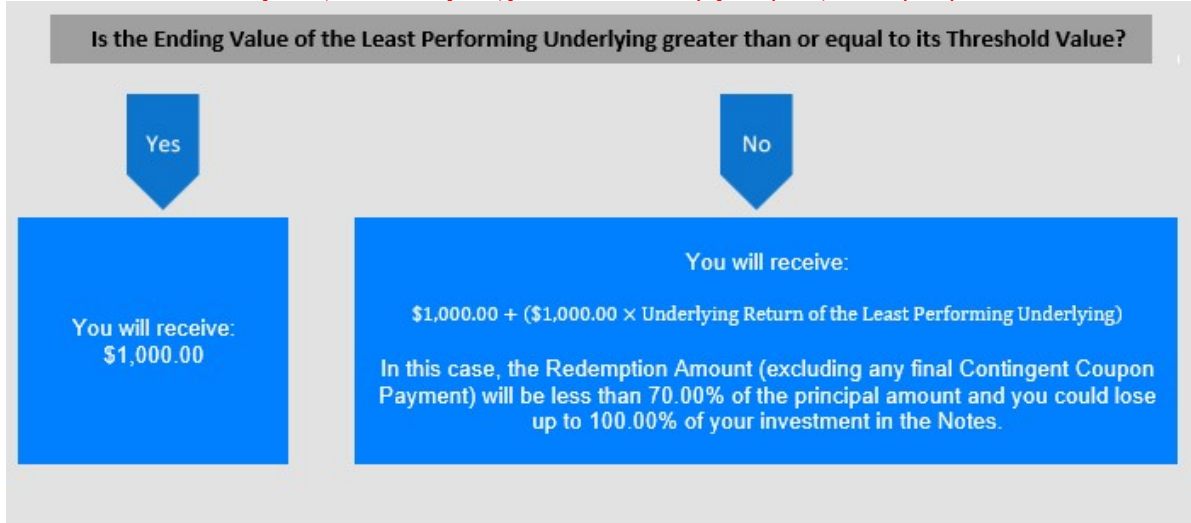 Is the Ending Value of the Least Performing Underlying greater than or equal to its Threshold Value?
Yes
No
You will receive:
$1,000.00
You will receive:
$1,000.00 + ($1,000.00 × Underlying Return of the Least Performing Underlying)
In this case, the Redemption Amount (excluding any final Contingent Coupon
Payment) will be less than 70.00% of the principal amount and you could lose
up to 100.00% of your investment in the Notes.